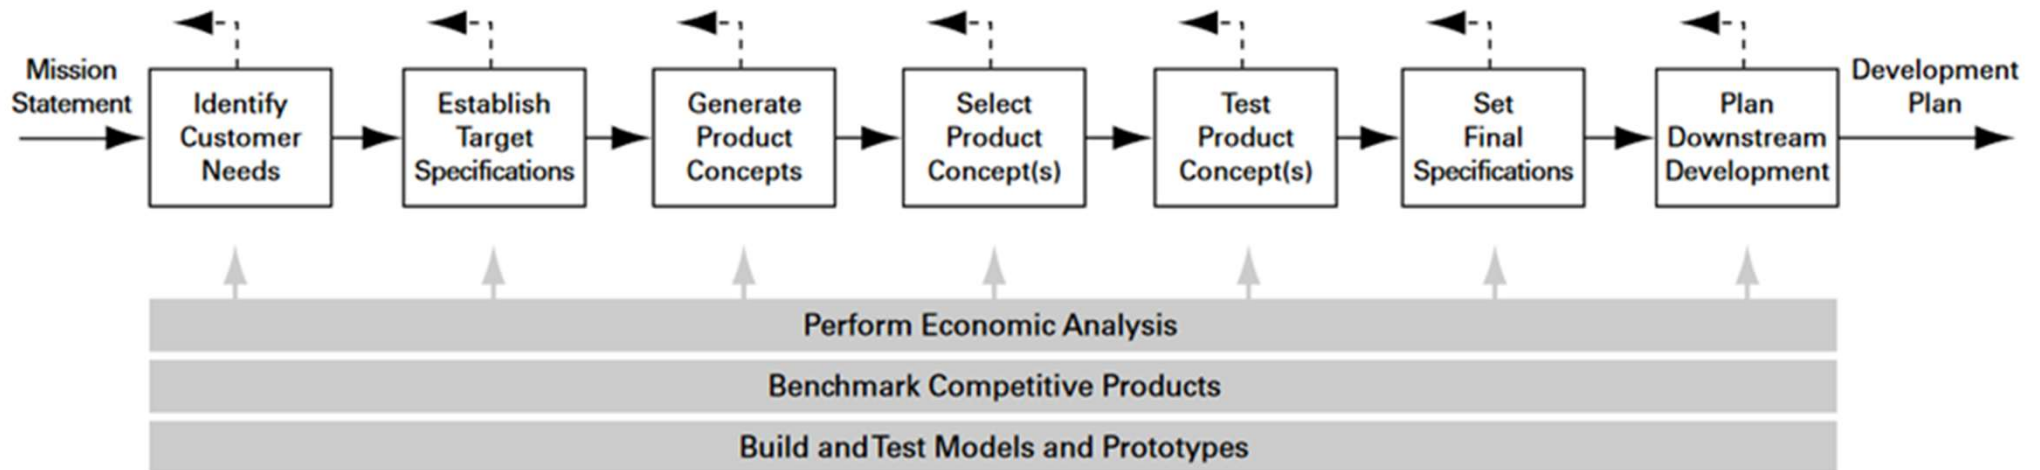 Mission
Statement
Identify
Customer
Needs
Establish
Target
Specifications
Generate
Product
Concepts
Select
Product
Concept(s)
Test
Product
Concept(s)
Set
Final
Specifications
Plan
Downstream
Development
Development
Plan
Perform Economic Analysis
Benchmark Competitive Products
Build and Test Models and Prototypes